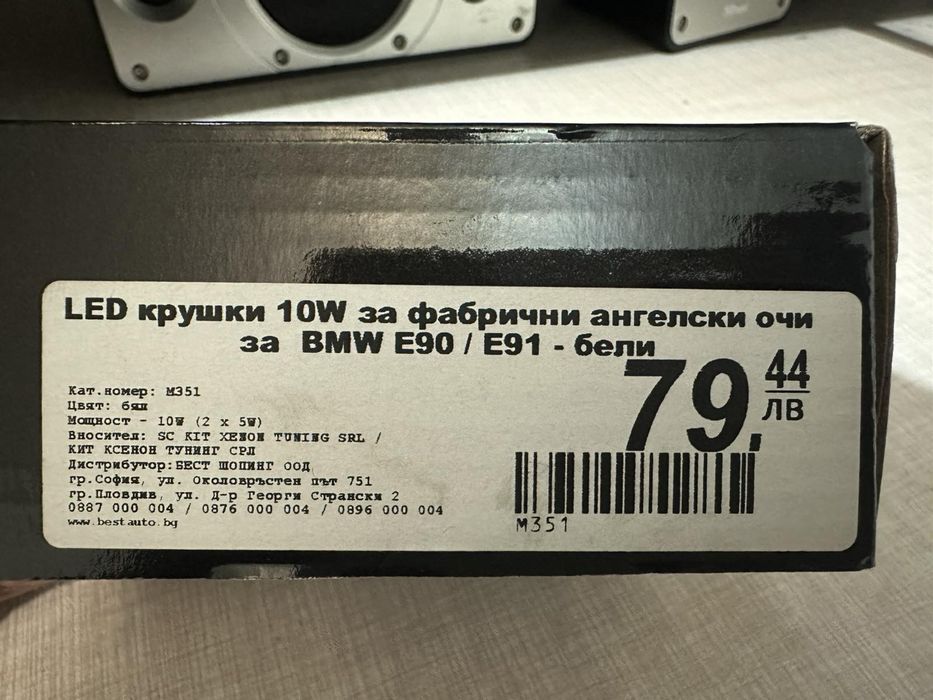 LED крушки 10W за фабрични ангелски очи
за BMW E90 / E91 - бели
79.44 ЛВ
Кат.номер: M351
Цвят: бял
Мощност - 10W (2 x 5W)
Вносител: SC KIT XENON TUNING SRL /
КИТ КСЕНОН ТУНИНГ СРЛ
Дистрибутор:БЕСТ ШОПИНГ ООД
гр.София, ул. Околовръстен път 751
гр.Пловдив, ул. Д-р Георги Странски 2
0887 000 004 / 0876 000 004 / 0896 000 004
www.bestauto.bg
M351